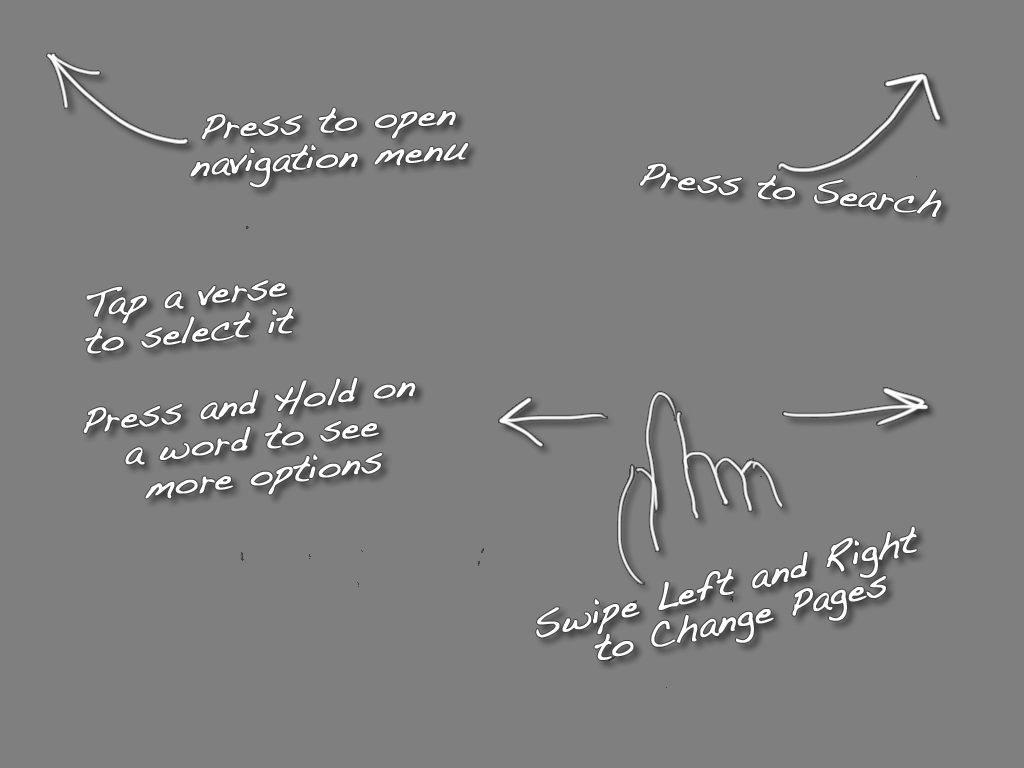 Press to open
navigation menu
Press to Search
Tap a verse
to select it
Press and Hold on
a word to see
more options
Swipe Left and Right
to Change Pages